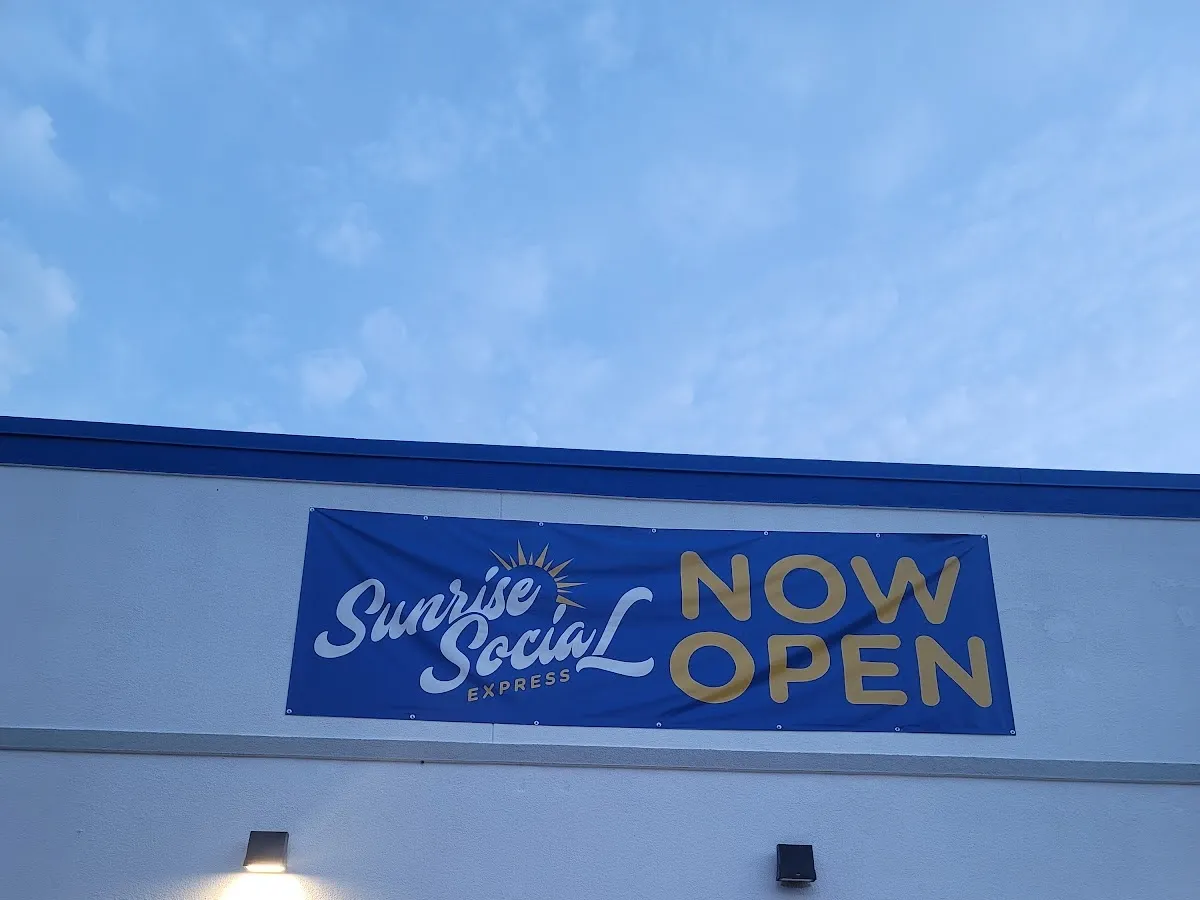 Sunrise
Social
EXPRESS
NOW
OPEN